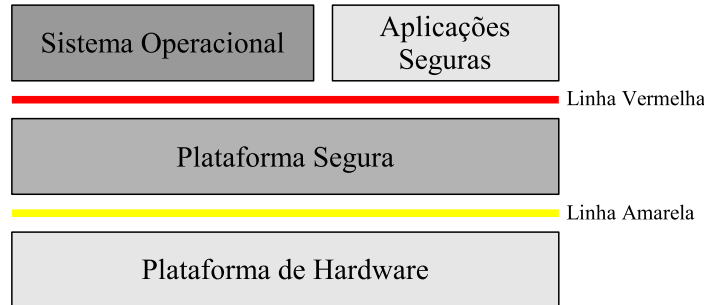 Sistema Operacional
Aplicações
Seguras
Linha Vermelha
Plataforma Segura
Linha Amarela
Plataforma de Hardware